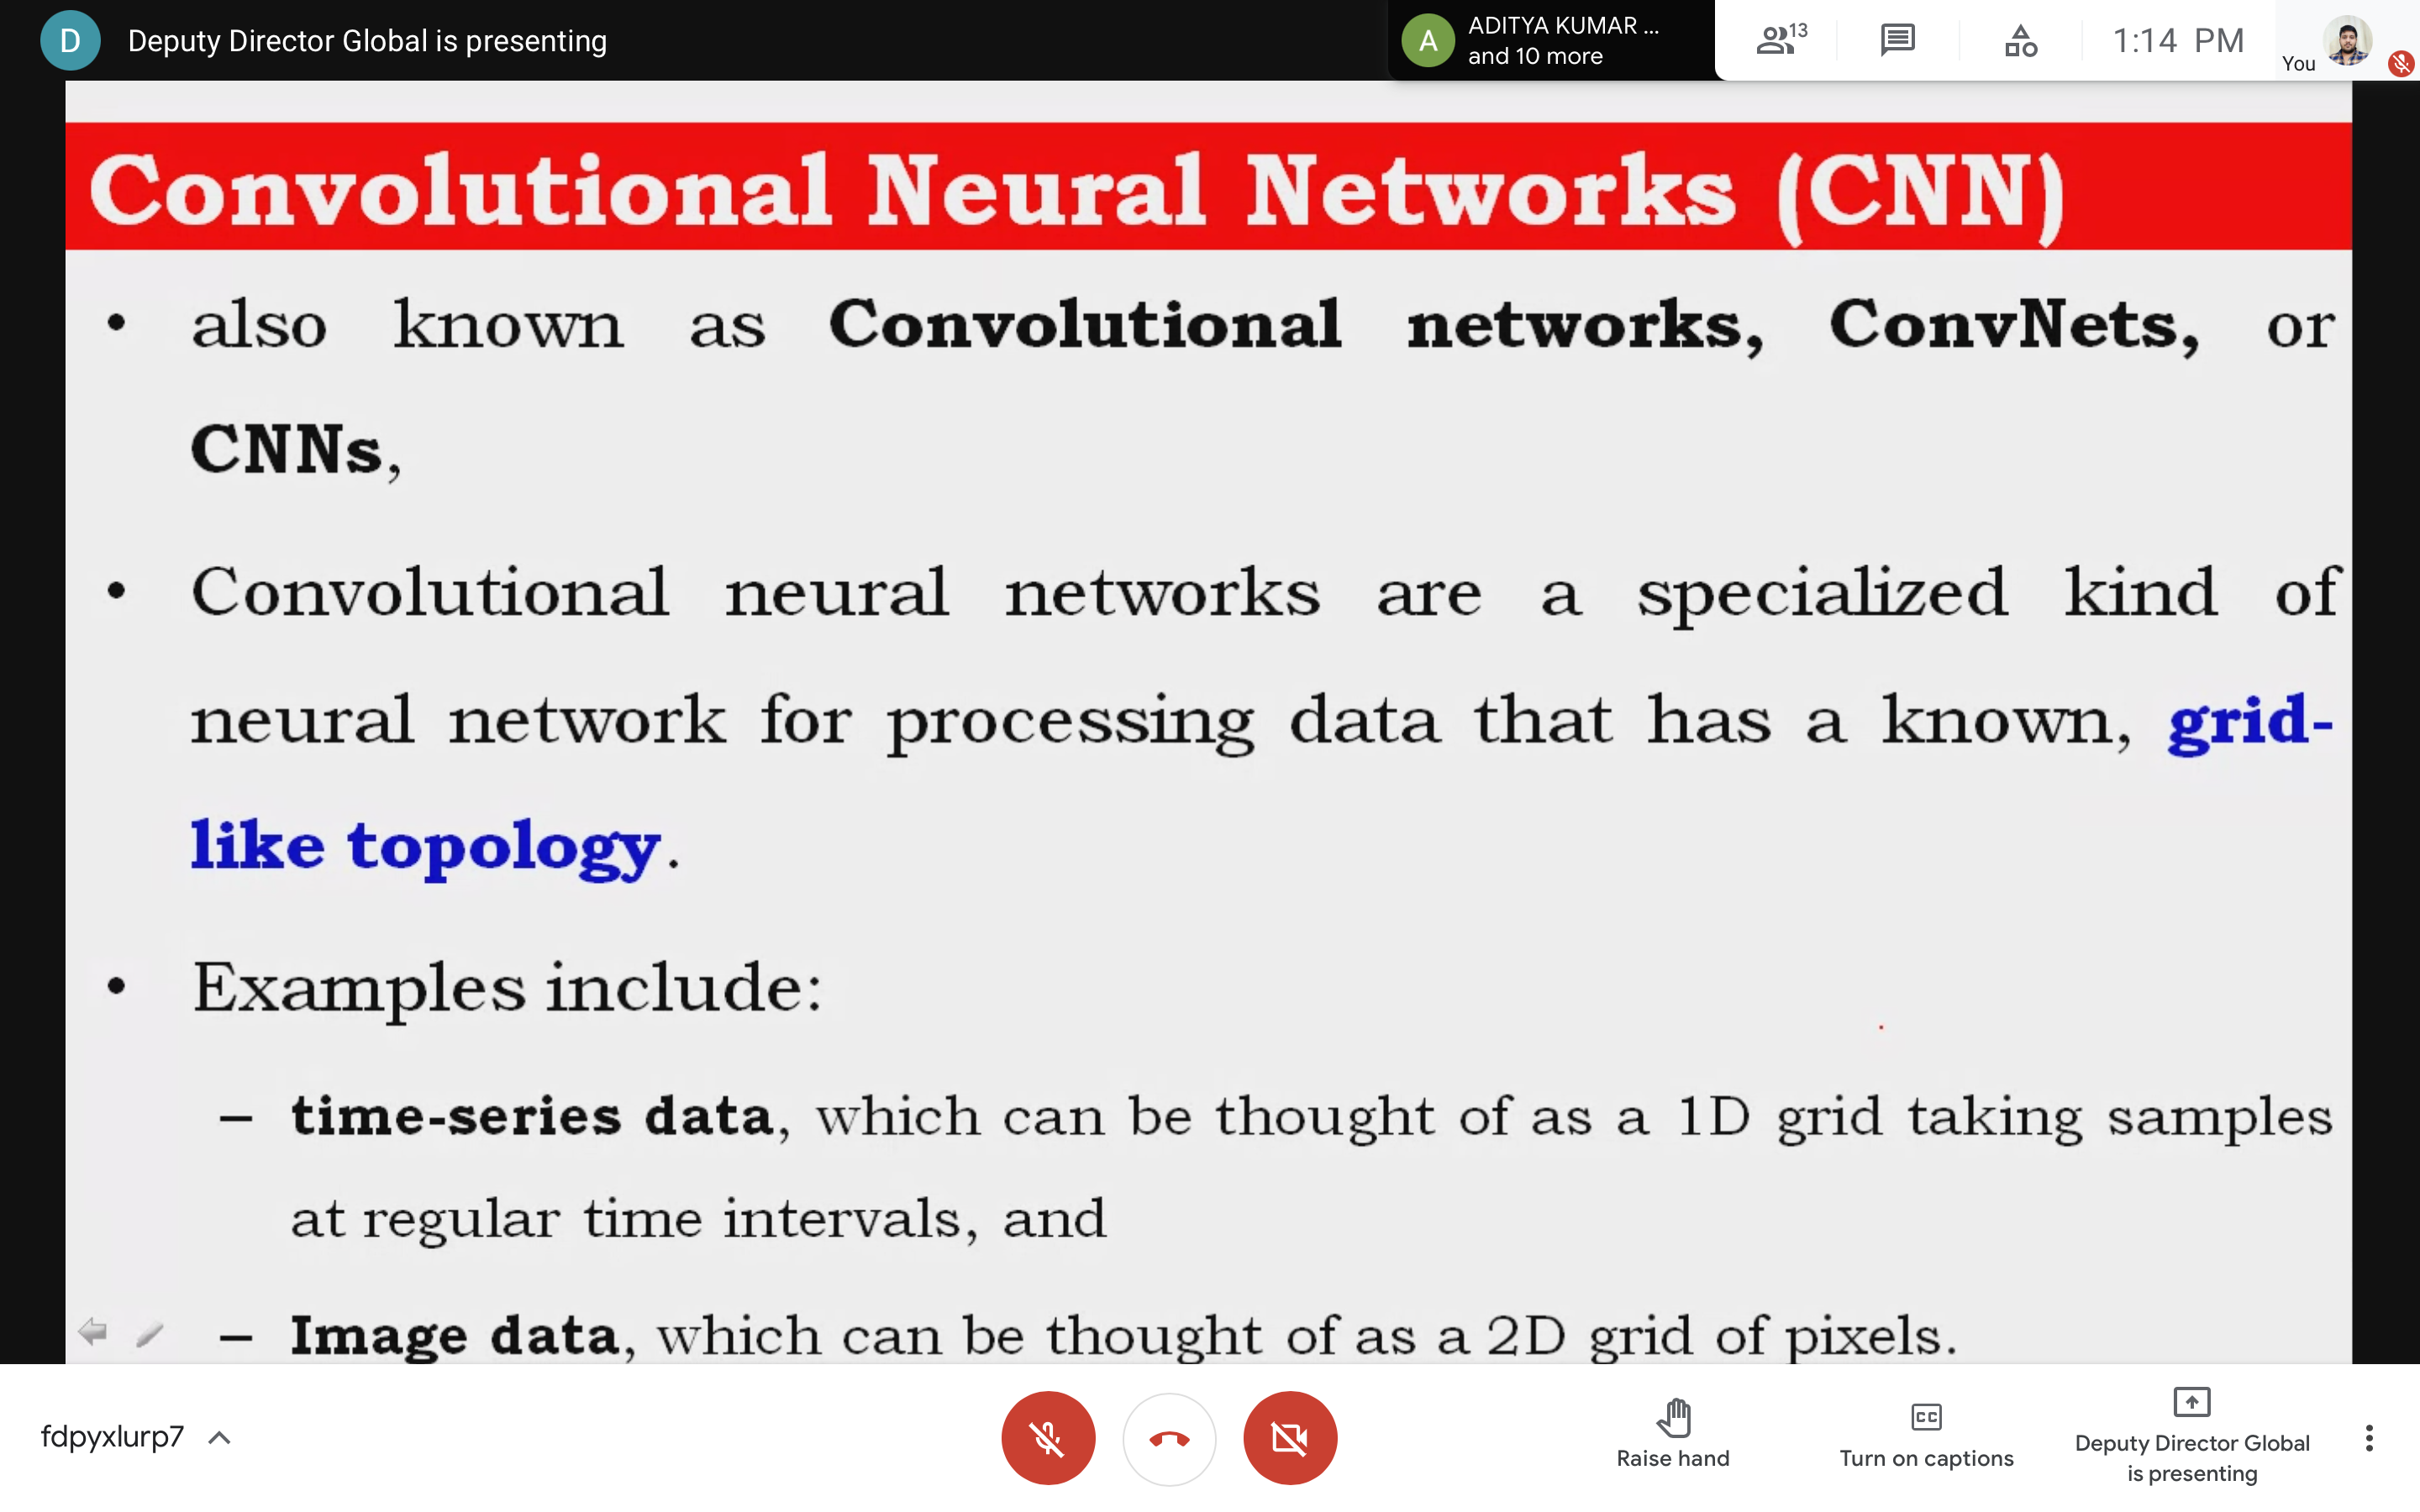 D Deputy Director Global is presenting
A ADITYA KUMAR ...
and 10 more
13
1:14 PM
You
Convolutional Neural Networks (CNN)
• also known as Convolutional networks, ConvNets, or
CNNs,
• Convolutional neural networks are a specialized kind of
neural network for processing data that has a known, grid-
like topology.
• Examples include:
– time-series data, which can be thought of as a 1D grid taking samples
at regular time intervals, and
– Image data, which can be thought of as a 2D grid of pixels.
fdpyxlurp7
Raise hand
CC
Turn on captions
Deputy Director Global
is presenting